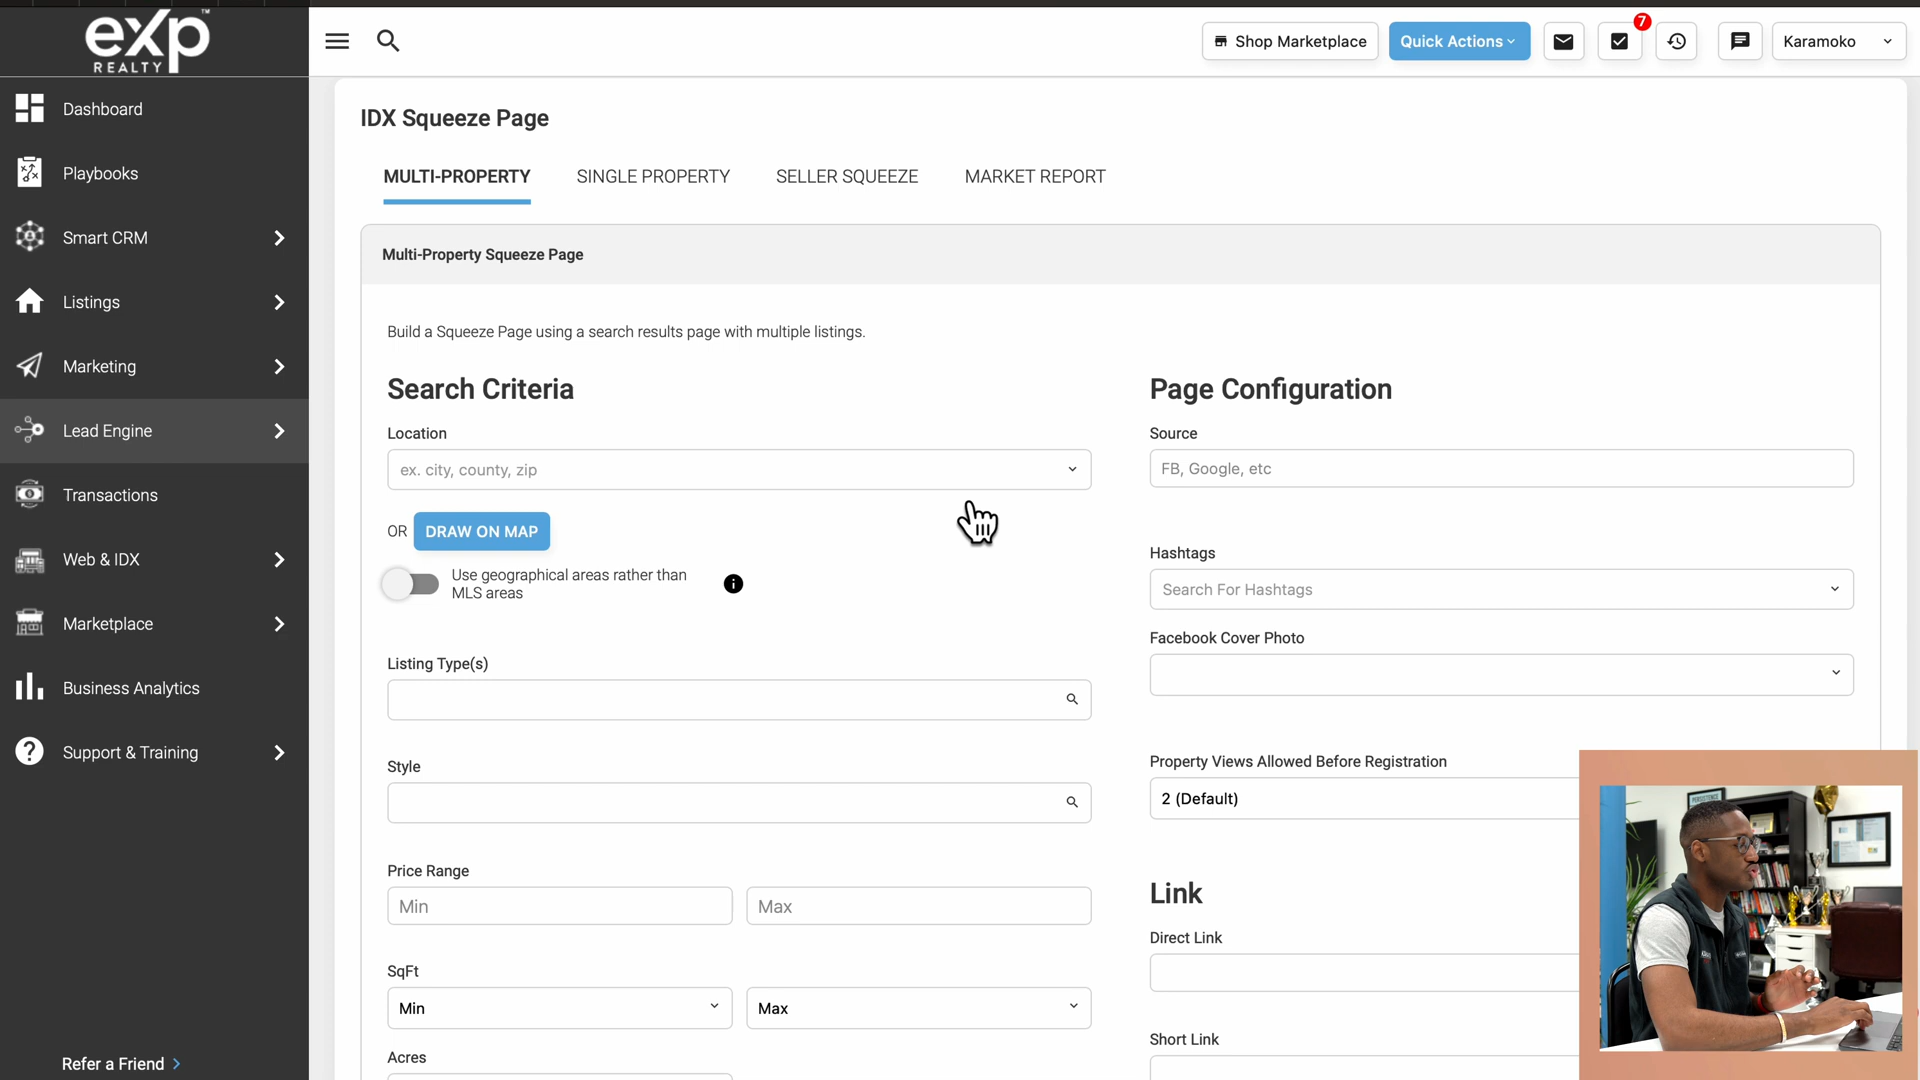 exp™
REALTY
Shop Marketplace
Quick Actions
7
Karamoko
Dashboard
Playbooks
Smart CRM
Listings
Marketing
Lead Engine
Transactions
Web & IDX
Marketplace
Business Analytics
Support & Training
Refer a Friend
IDX Squeeze Page
MULTI-PROPERTY SINGLE PROPERTY SELLER SQUEEZE MARKET REPORT
Multi-Property Squeeze Page
Build a Squeeze Page using a search results page with multiple listings.
Search Criteria
Location
ex. city, county, zip
OR DRAW ON MAP
Use geographical areas rather than
MLS areas
Listing Type(s)
Style
Price Range
Min Max
SqFt
Min Max
Acres
Page Configuration
Source
FB, Google, etc
Hashtags
Search For Hashtags
Facebook Cover Photo
Property Views Allowed Before Registration
2 (Default)
Link
Direct Link
Short Link
PERSISTENCE